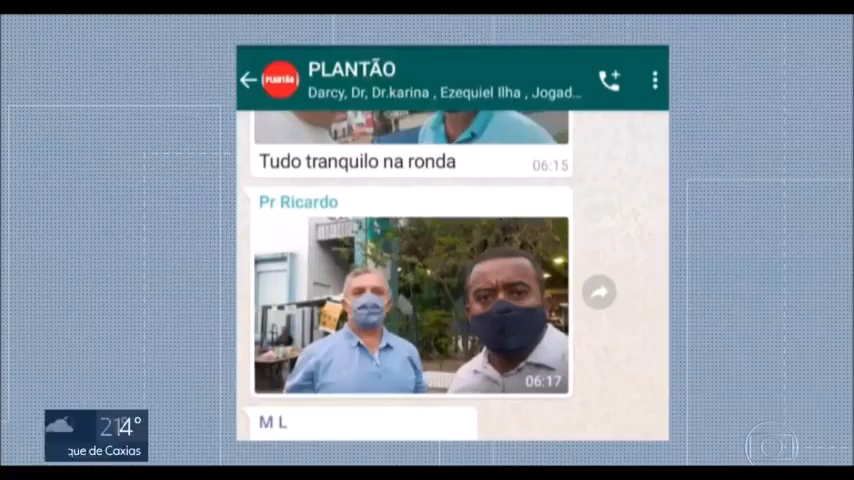 PLANTÃO
PLANTÃO
Darcy, Dr, Dr.karina , Ezequiel Ilha , Jogad...
Tudo tranquilo na ronda
06:15
Pr Ricardo
06:17
M L
4°
que de Caxias